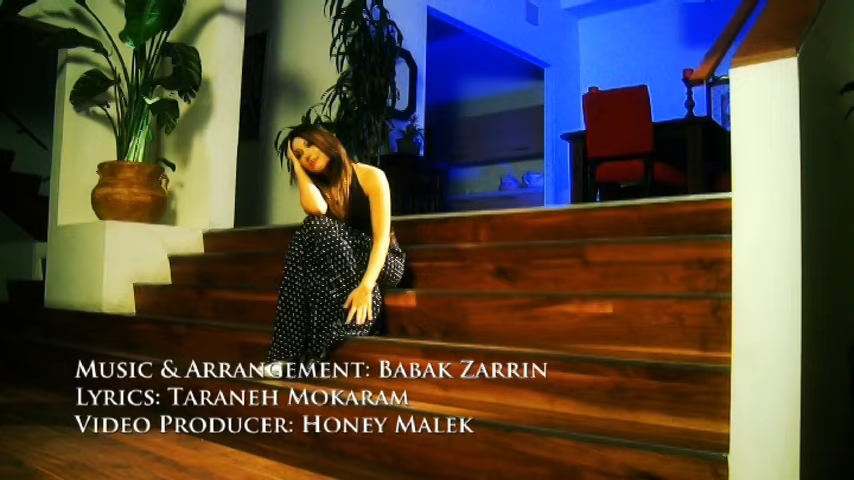 Music & Arrangement: Babak Zarrin
Lyrics: Taraneh Mokaram
Video Producer: Honey Malek